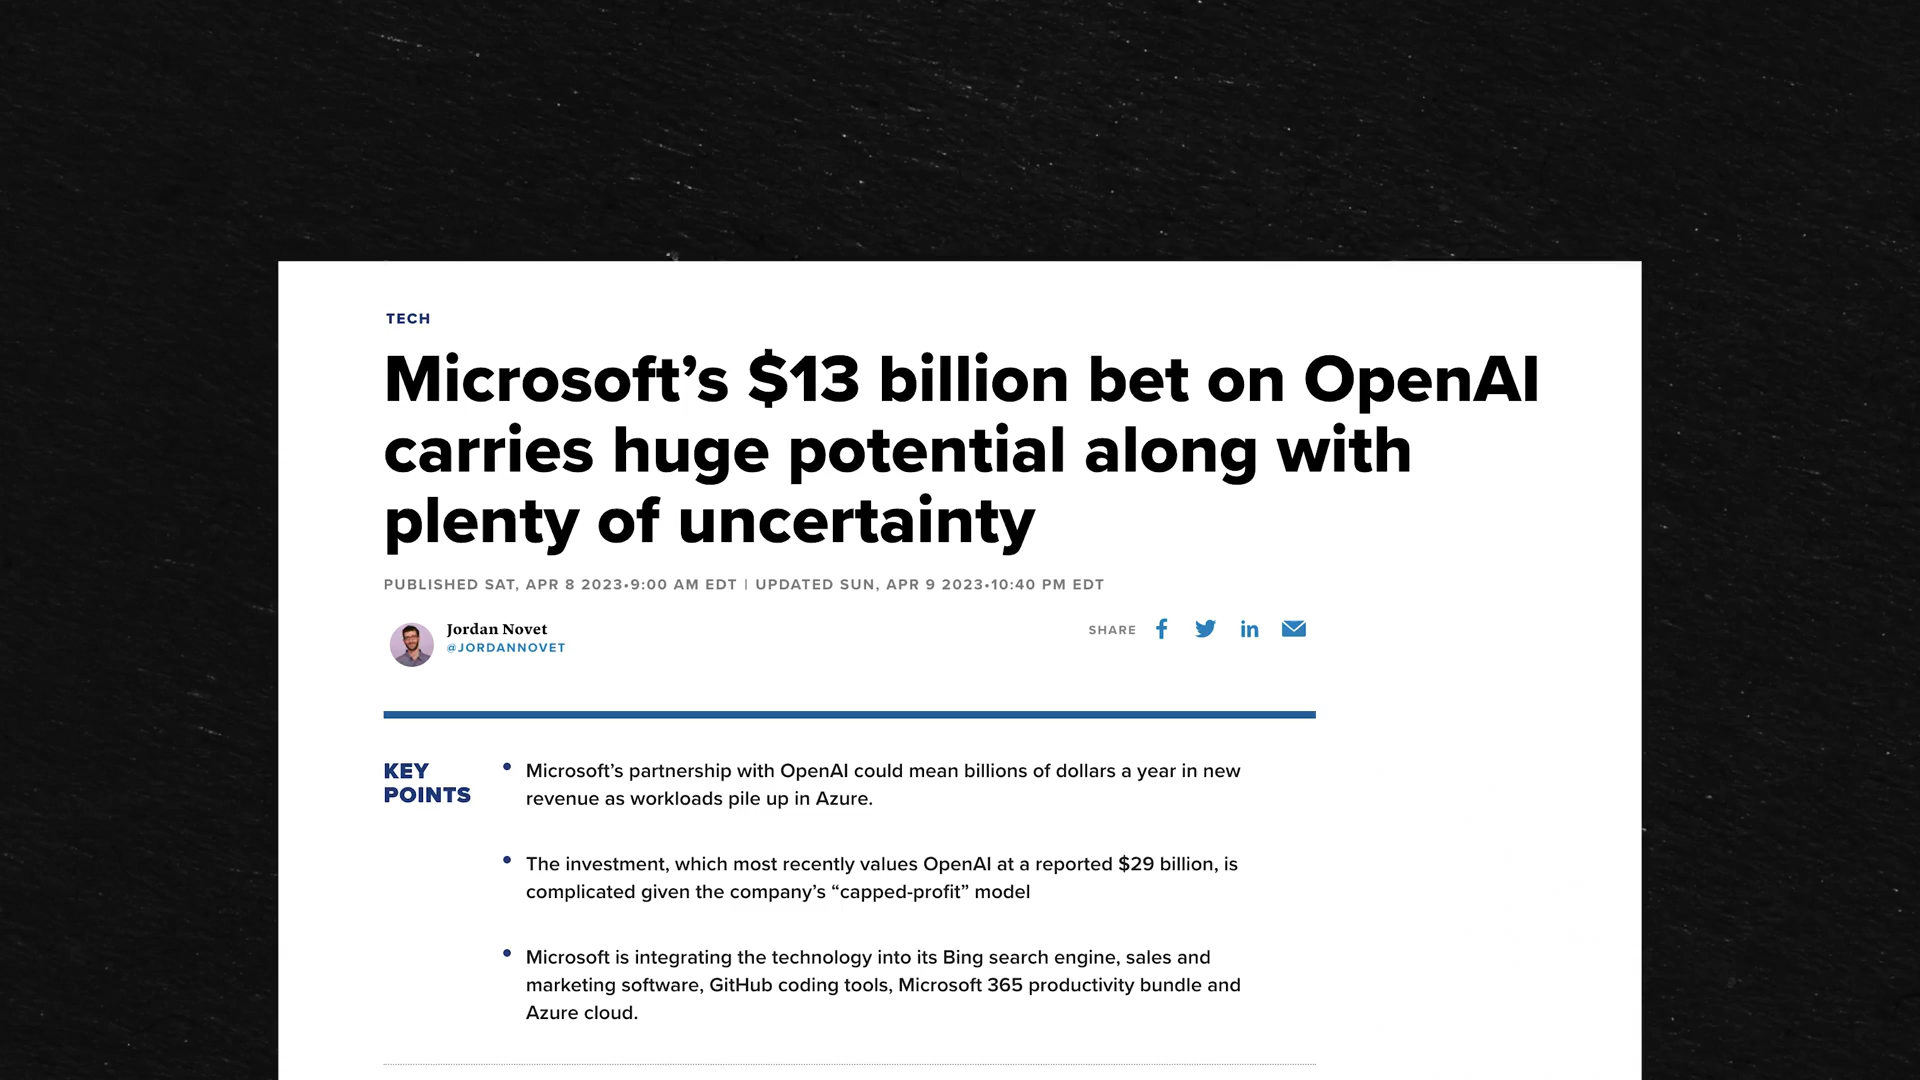 TECH
Microsoft’s $13 billion bet on OpenAI
carries huge potential along with
plenty of uncertainty
PUBLISHED SAT, APR 8 2023•9:00 AM EDT | UPDATED SUN, APR 9 2023•10:40 PM EDT
Jordan Novet
@JORDANNOVET
SHARE
KEY
POINTS
• Microsoft’s partnership with OpenAI could mean billions of dollars a year in new
revenue as workloads pile up in Azure.
• The investment, which most recently values OpenAI at a reported $29 billion, is
complicated given the company’s “capped-profit” model
• Microsoft is integrating the technology into its Bing search engine, sales and
marketing software, GitHub coding tools, Microsoft 365 productivity bundle and
Azure cloud.